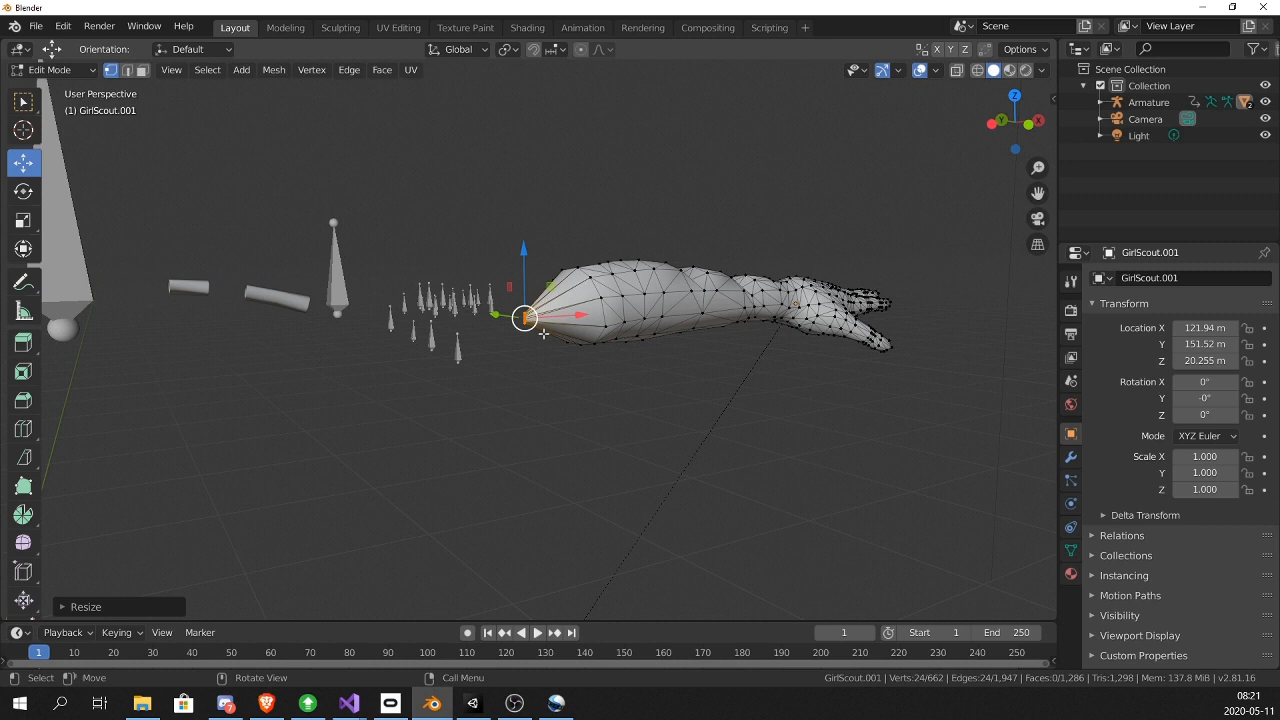 Blender
File Edit Render Window Help Layout Modeling Sculpting UV Editing Texture Paint Shading Animation Rendering Compositing Scripting + Scene View Layer
Orientation: Default Global X Y Z Options
Edit Mode View Select Add Mesh Vertex Edge Face UV
User Perspective
(1) GirlScout.001
Z
Y
X
Scene Collection
Collection
Armature 2
Camera
Light
GirlScout.001
GirlScout.001
Transform
Location X 121.94 m
Y 151.52 m
Z 20.255 m
Rotation X 0°
Y -0°
Z 0°
Mode XYZ Euler
Scale X 1.000
Y 1.000
Z 1.000
Delta Transform
Relations
Collections
Instancing
Motion Paths
Visibility
Viewport Display
Custom Properties
Resize
Playback Keying View Marker 1 Start 1 End 250
1 10 20 30 40 50 60 70 80 90 100 110 120 130 140 150 160 170 180 190 200 210 220 230 240 250
Select Move Rotate View Call Menu GirlScout.001 | Verts:24/662 | Edges:24/1,947 | Faces:0/1,286 | Tris:1,298 | Mem: 137.8 MiB | v2.81.16
7
08:21
2020-05-11